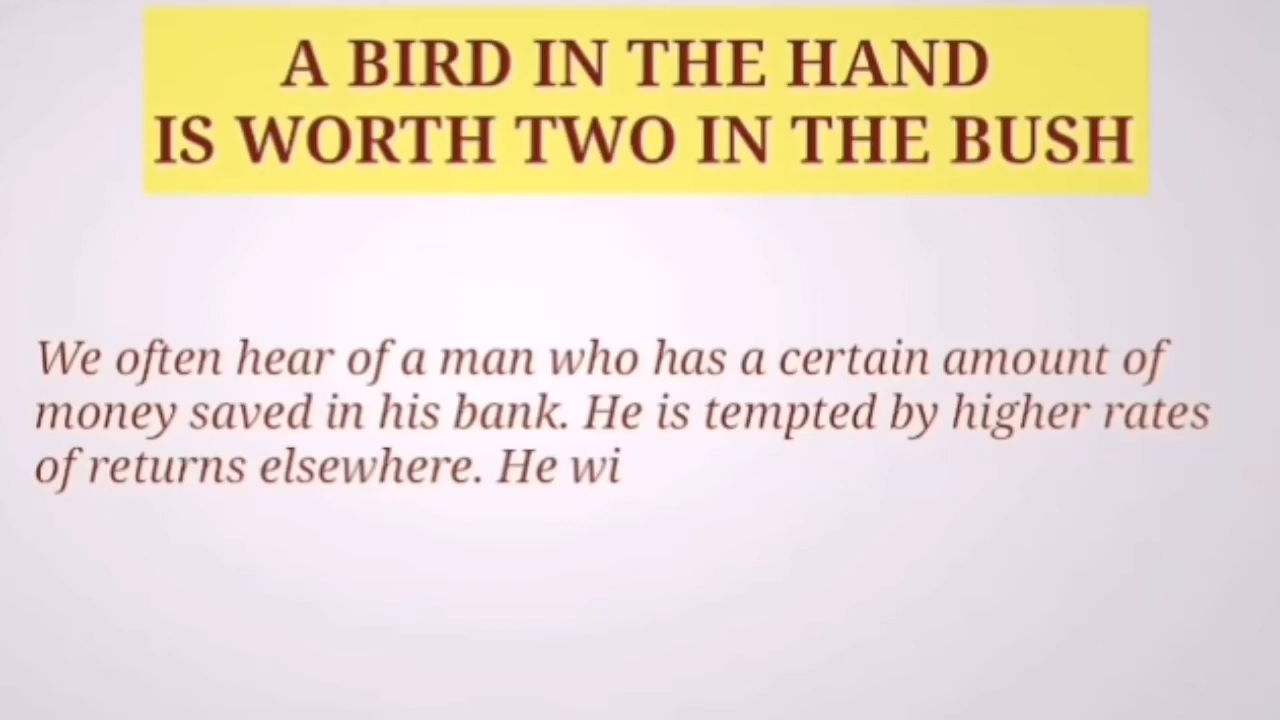 A BIRD IN THE HAND
IS WORTH TWO IN THE BUSH
We often hear of a man who has a certain amount of
money saved in his bank. He is tempted by higher rates
of returns elsewhere. He wi